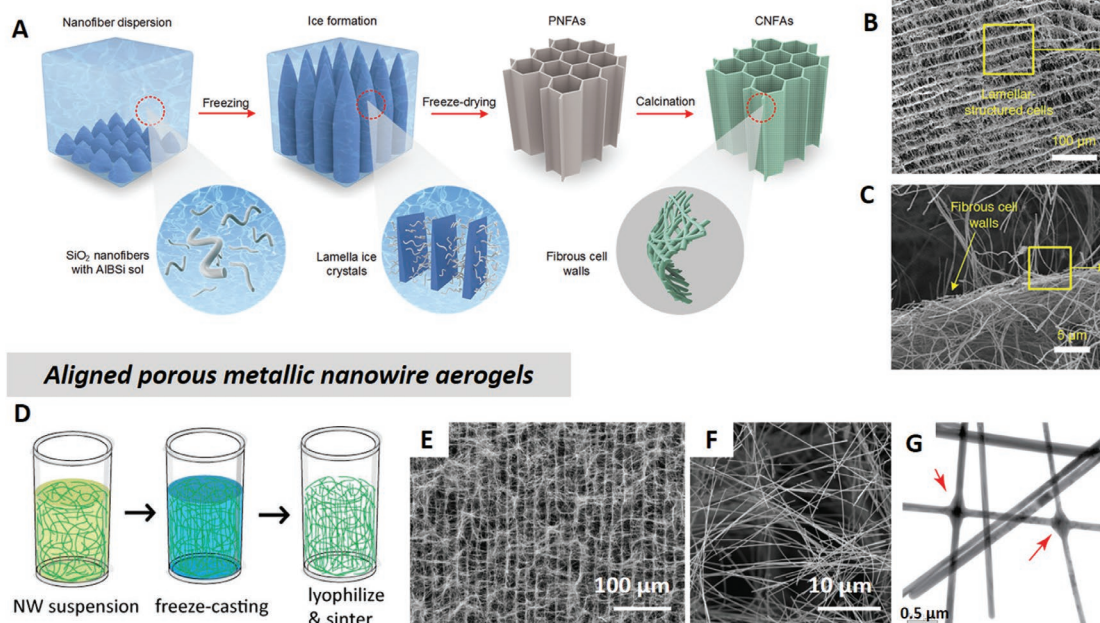 A
Nanofiber dispersion
Ice formation
PNFAs
CNFAs
Freezing
Freeze-drying
Calcination
SiO₂ nanofibers
with AlBSi sol
Lamella ice
crystals
Fibrous cell
walls
B
Lamellar
structured cells
100 μm
C
Fibrous cell
walls
5 μm
Aligned porous metallic nanowire aerogels
D
NW suspension
freeze-casting
lyophilize
& sinter
E
100 μm
F
10 μm
G
0.5 μm